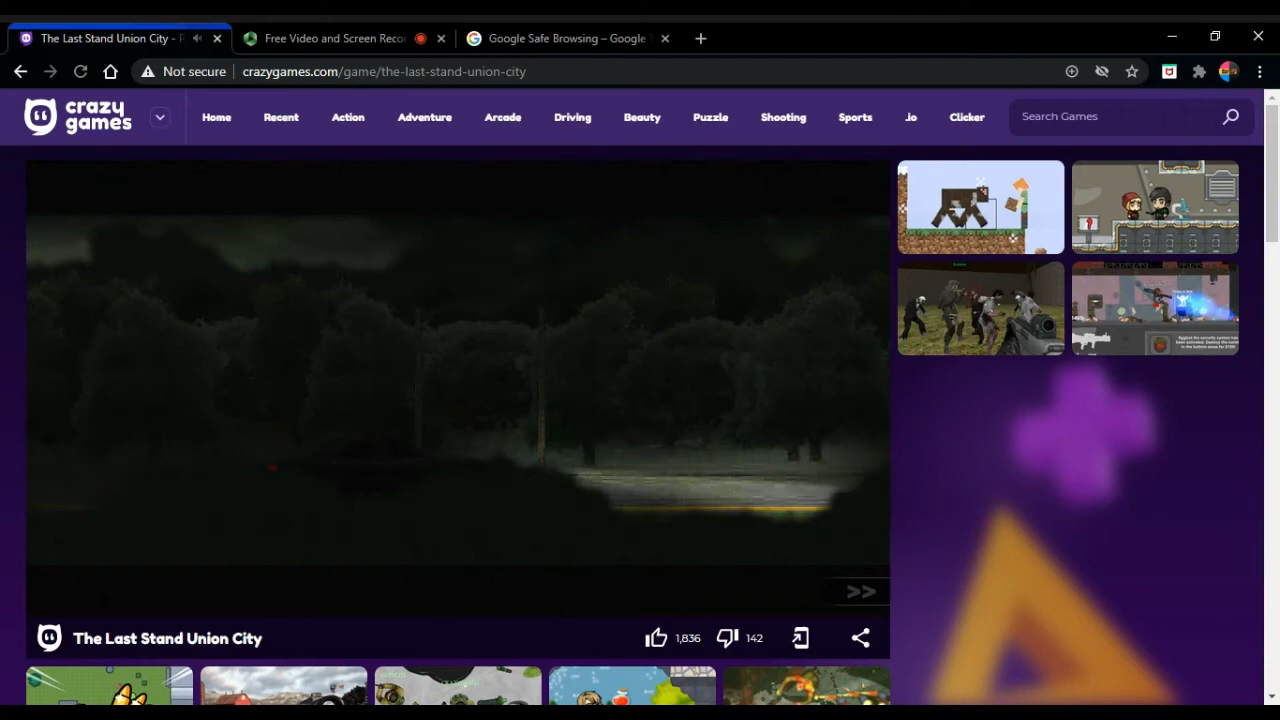 The Last Stand Union City - F
Free Video and Screen Recor
Google Safe Browsing – Google T
Not secure
crazygames.com/game/the-last-stand-union-city
crazy
games
Home
Recent
Action
Adventure
Arcade
Driving
Beauty
Puzzle
Shooting
Sports
.io
Clicker
Search Games
>>
The Last Stand Union City
1,836
142